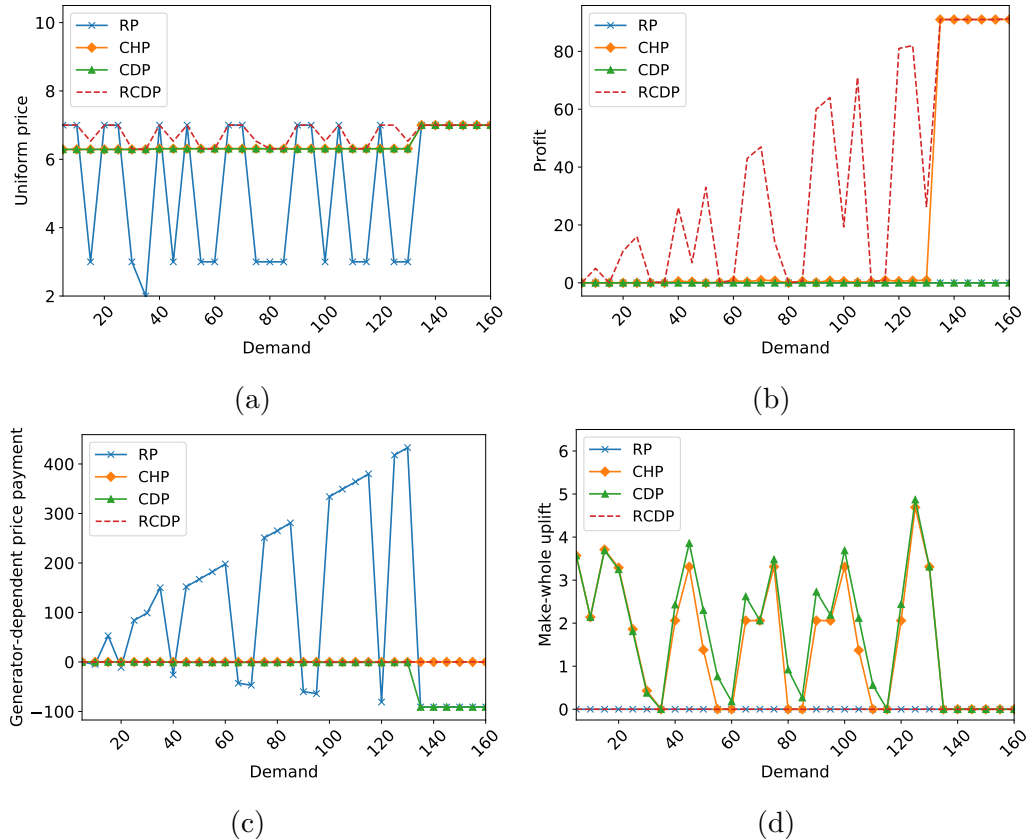 10
8
6
4
2
Uniform price
RP
CHP
CDP
RCDP
20 40 60 80 100 120 140 160
Demand
(a)
80
60
40
20
0
Profit
RP
CHP
CDP
RCDP
20 40 60 80 100 120 140 160
Demand
(b)
400
300
200
100
0
−100
Generator-dependent price payment
RP
CHP
CDP
RCDP
20 40 60 80 100 120 140 160
Demand
(c)
6
5
4
3
2
1
0
Make-whole uplift
RP
CHP
CDP
RCDP
20 40 60 80 100 120 140 160
Demand
(d)